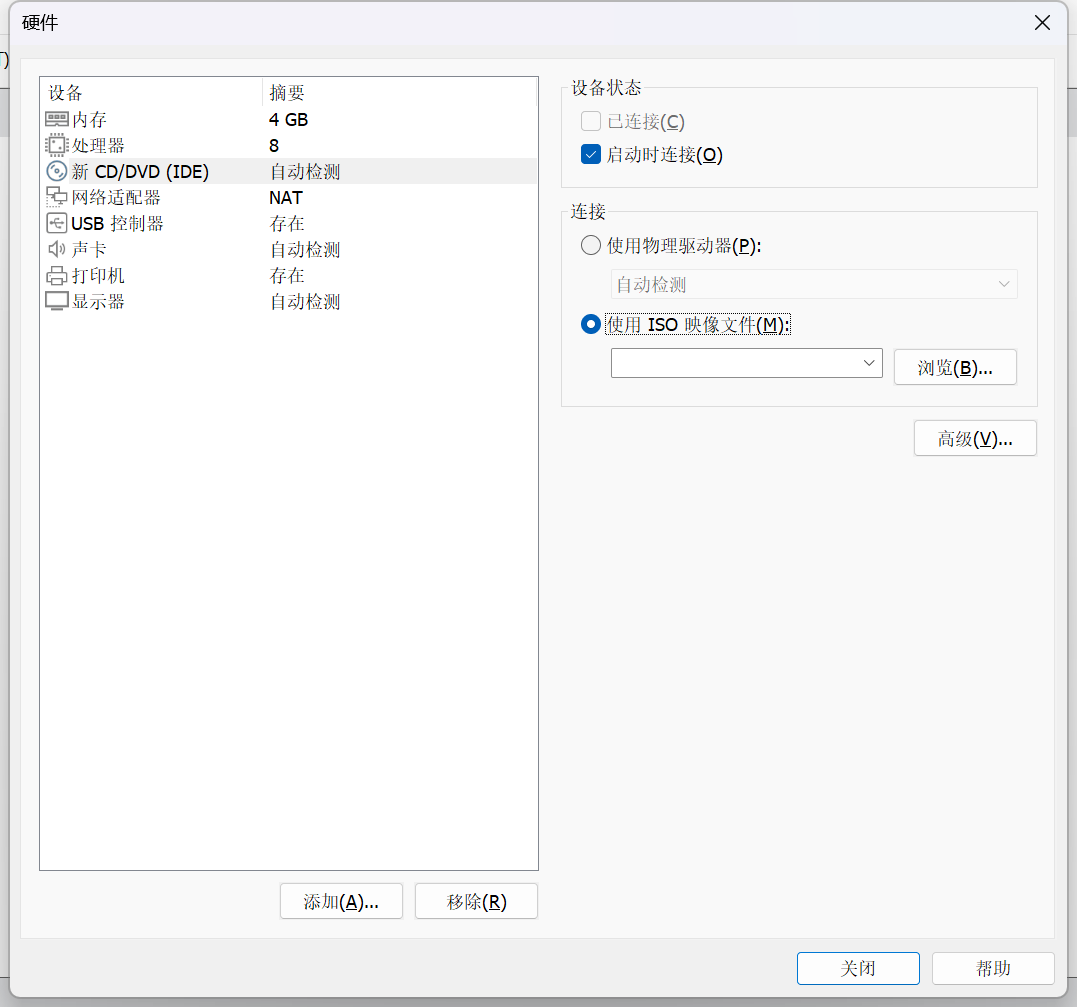 硬件
T)
设备 摘要
内存 4 GB
处理器 8
新 CD/DVD (IDE) 自动检测
网络适配器 NAT
USB 控制器 存在
声卡 自动检测
打印机 存在
显示器 自动检测
添加(A)... 移除(R)
设备状态
已连接(C)
启动时连接(O)
连接
使用物理驱动器(P):
自动检测
使用 ISO 映像文件(M):
浏览(B)...
高级(V)...
关闭 帮助